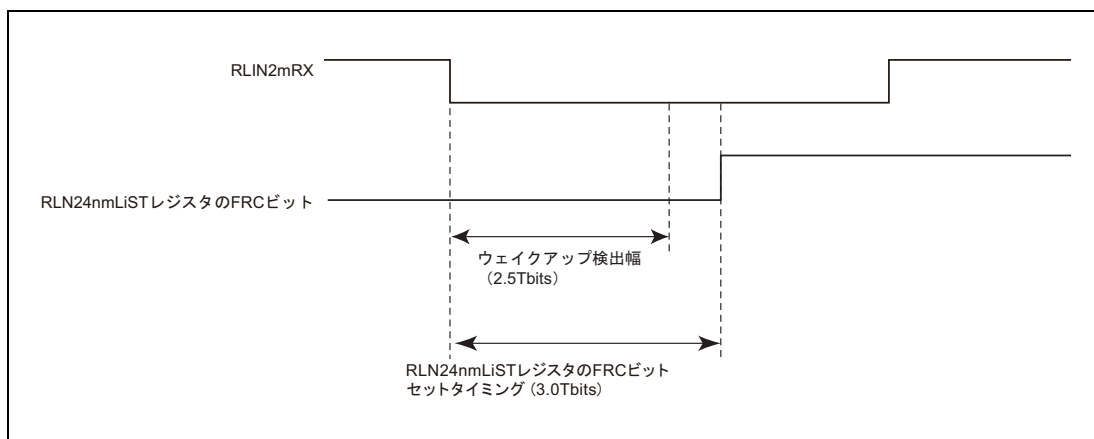 RLIN2mRX
RLN24nmLiSTレジスタのFRCビット
ウェイクアップ検出幅
(2.5Tbits)
RLN24nmLiSTレジスタのFRCビット
セットタイミング (3.0Tbits)